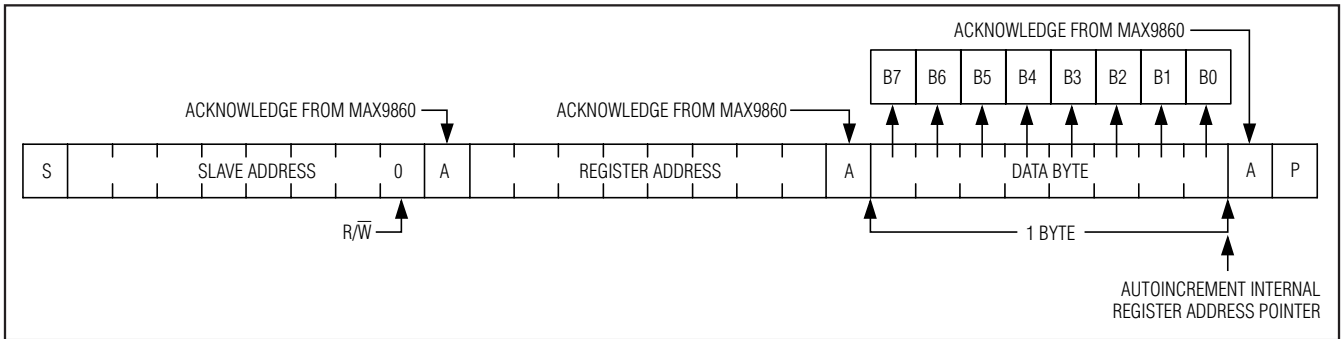 ACKNOWLEDGE FROM MAX9860
B7 B6 B5 B4 B3 B2 B1 B0
ACKNOWLEDGE FROM MAX9860 ACKNOWLEDGE FROM MAX9860
S SLAVE ADDRESS 0 A REGISTER ADDRESS A DATA BYTE A P
R/W̅ 1 BYTE
AUTOINCREMENT INTERNAL
REGISTER ADDRESS POINTER